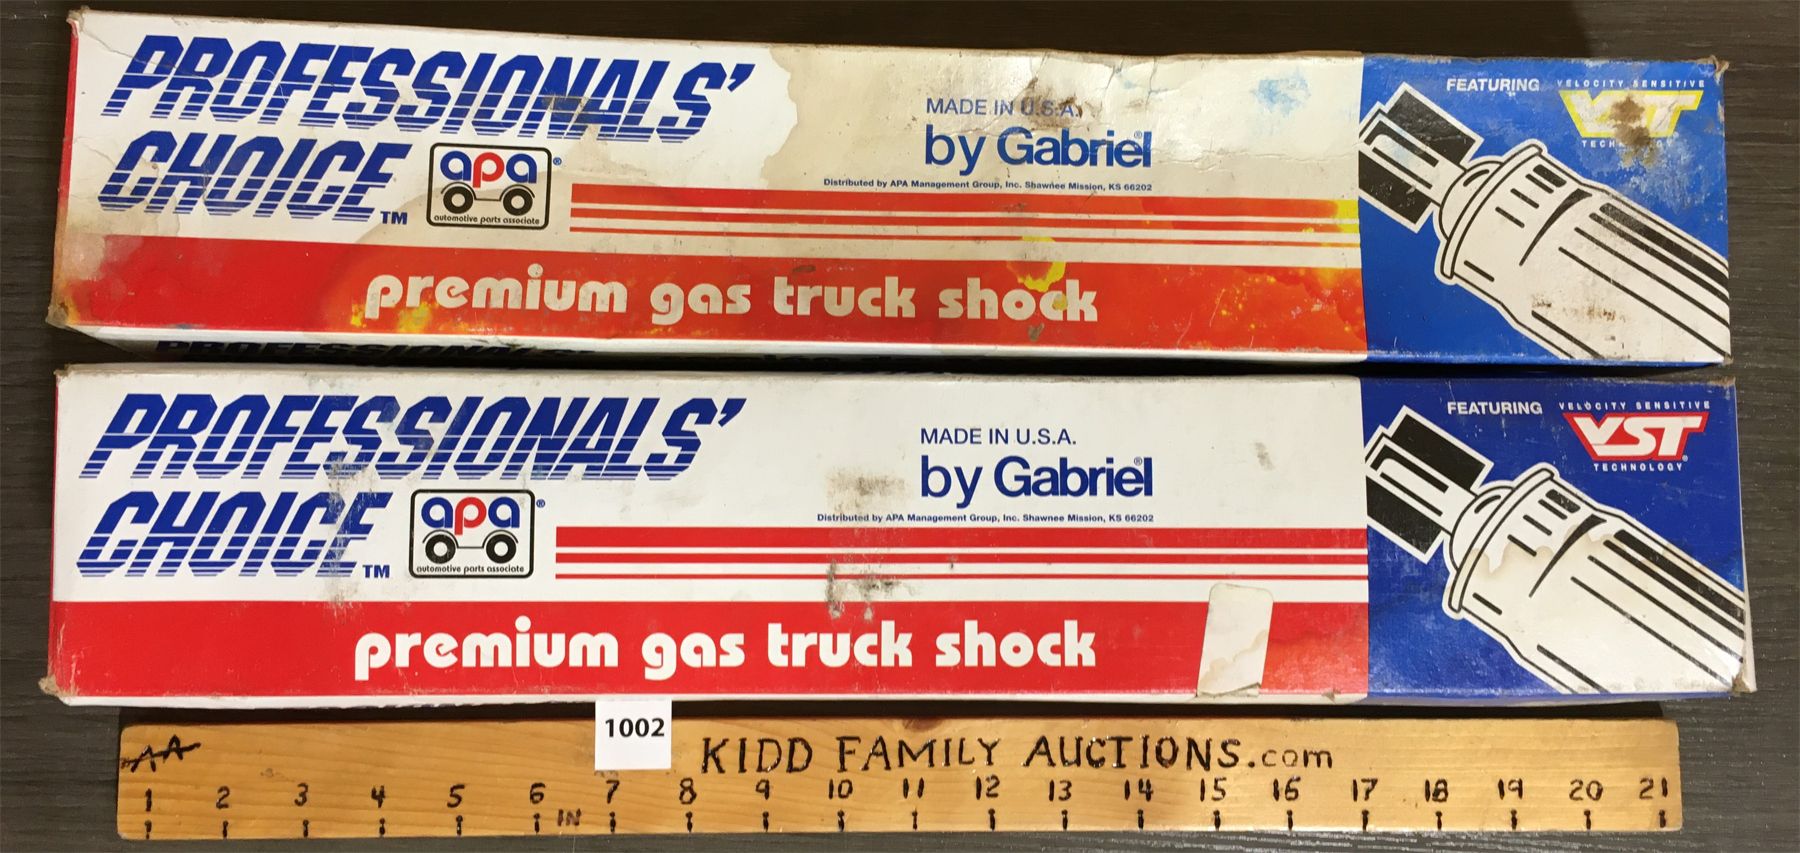 PROFESSIONALS'
CHOICE™
apa®
automotive parts associate
MADE IN U.S.A.
by Gabriel®
Distributed by APA Management Group, Inc. Shawnee Mission, KS 66202
premium gas truck shock
FEATURING
VELOCITY SENSITIVE
VST
TECHNOLOGY
PROFESSIONALS'
CHOICE™
apa®
automotive parts associate
MADE IN U.S.A.
by Gabriel®
Distributed by APA Management Group, Inc. Shawnee Mission, KS 66202
premium gas truck shock
FEATURING
VELOCITY SENSITIVE
VST®
TECHNOLOGY
1002
AA
KIDD FAMILY AUCTIONS.com
1 2 3 4 5 6 7 8 9 10 11 12 13 14 15 16 17 18 19 20 21
IN